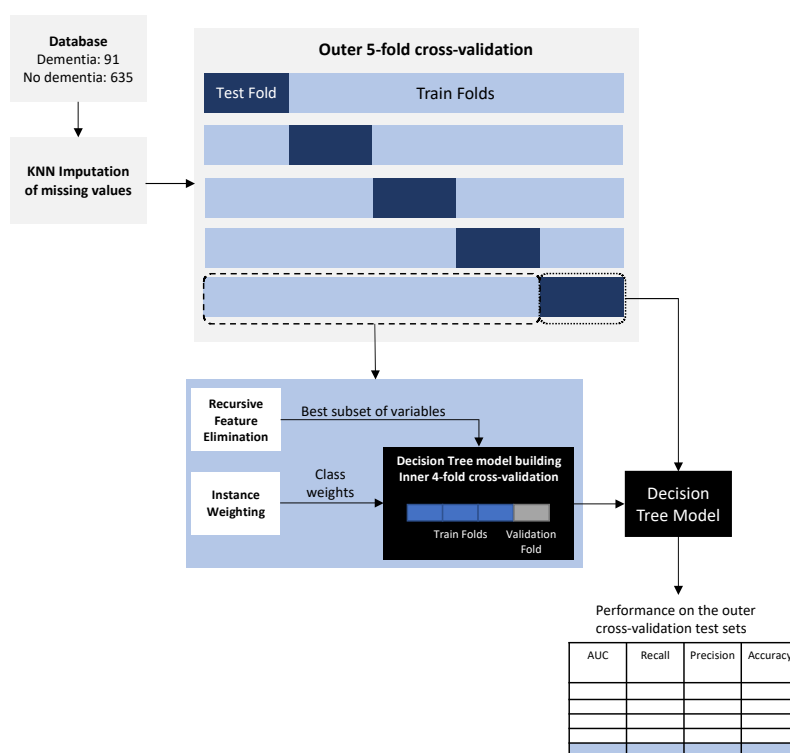 Database
Dementia: 91
No dementia: 635
KNN Imputation
of missing values
Outer 5-fold cross-validation
Test Fold
Train Folds
Recursive
Feature
Elimination
Best subset of variables
Instance
Weighting
Class
weights
Decision Tree model building
Inner 4-fold cross-validation
Train Folds
Validation
Fold
Decision
Tree Model
Performance on the outer
cross-validation test sets
AUC Recall Precision Accuracy